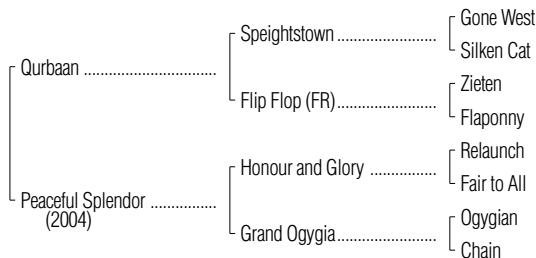 Gone West
Speightstown
Silken Cat
Qurbaan
Zieten
Flip Flop (FR)
Flaponny
Relaunch
Honour and Glory
Fair to All
Peaceful Splendor
(2004)
Ogygian
Grand Ogygia
Chain